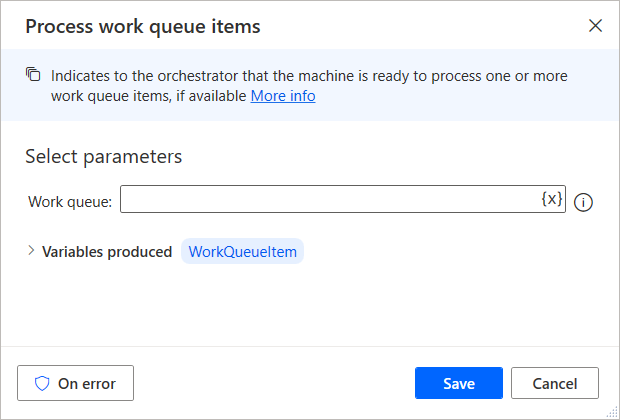 Process work queue items
Indicates to the orchestrator that the machine is ready to process one or more
work queue items, if available More info
Select parameters
Work queue: {x}
Variables produced WorkQueueItem
On error Save Cancel